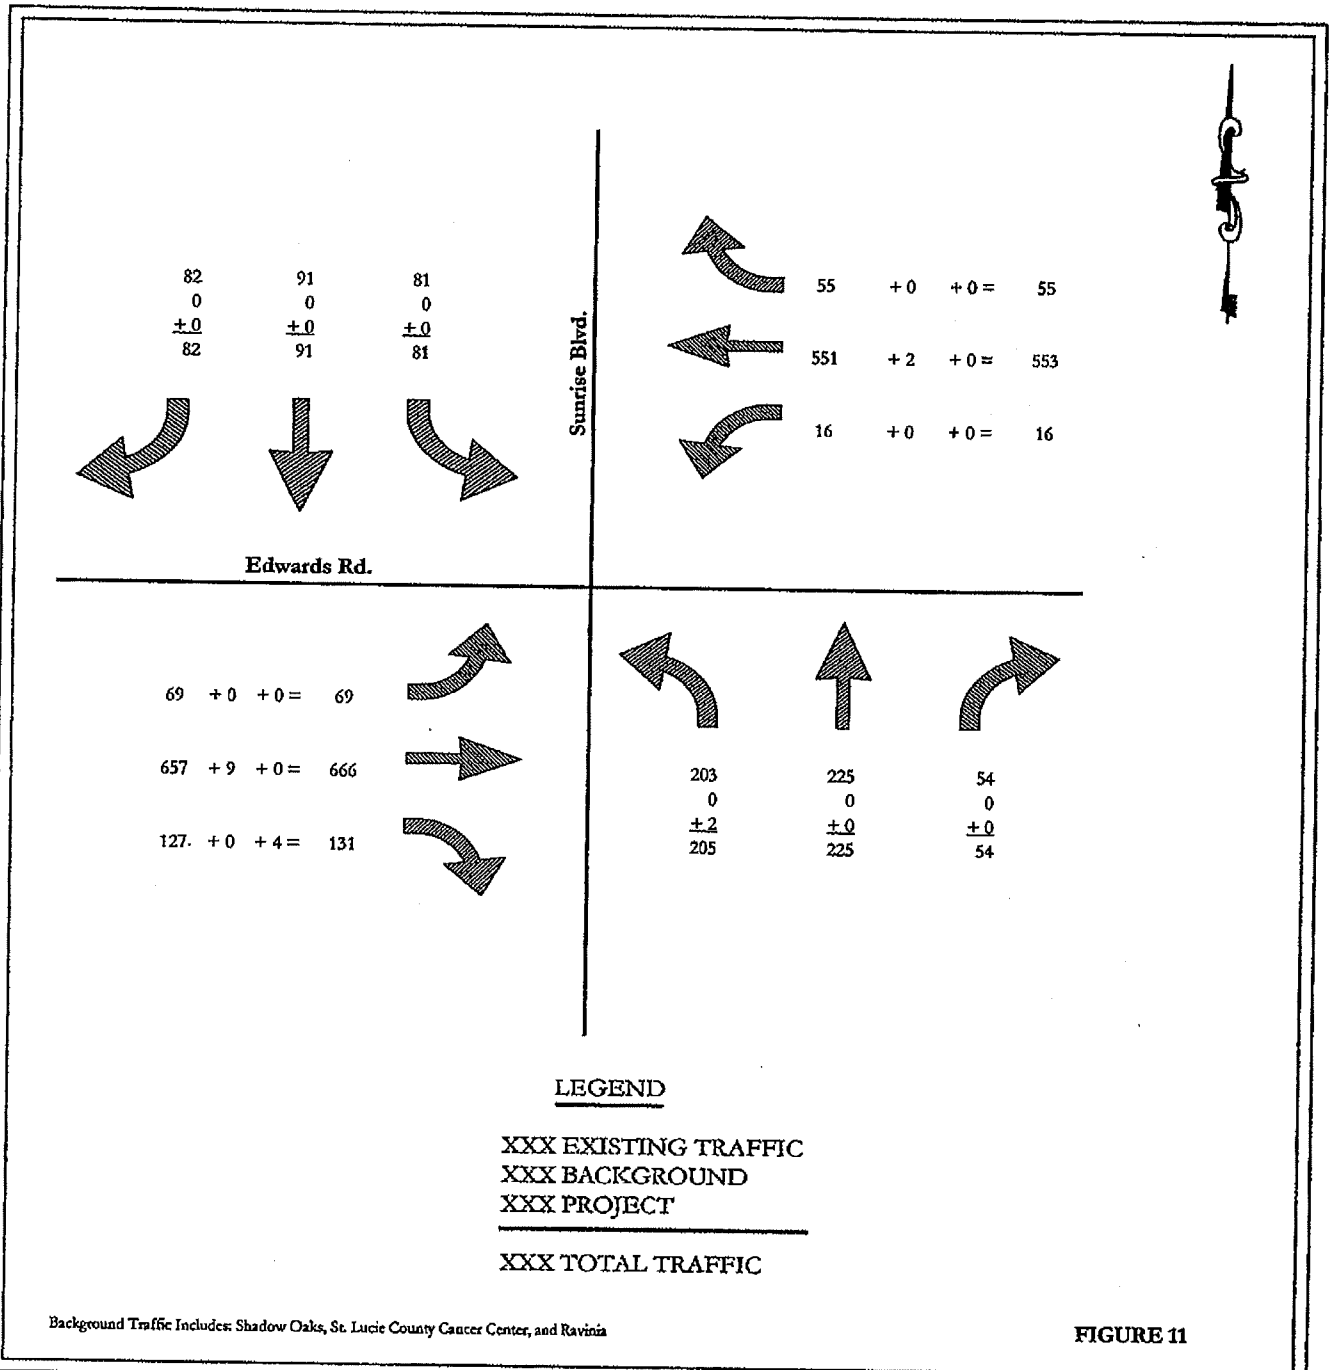 82 91 81
0 0 0
+0 +0 +0
82 91 81
Sunrise Blvd.
55 +0 +0= 55
551 +2 +0= 553
16 +0 +0= 16
Edwards Rd.
69 +0 +0= 69
657 +9 +0= 666
127. +0 +4= 131
203 225 54
0 0 0
+2 +0 +0
205 225 54
LEGEND
XXX EXISTING TRAFFIC
XXX BACKGROUND
XXX PROJECT
XXX TOTAL TRAFFIC
Background Traffic Includes: Shadow Oaks, St. Lucie County Cancer Center, and Ravinia
FIGURE 11